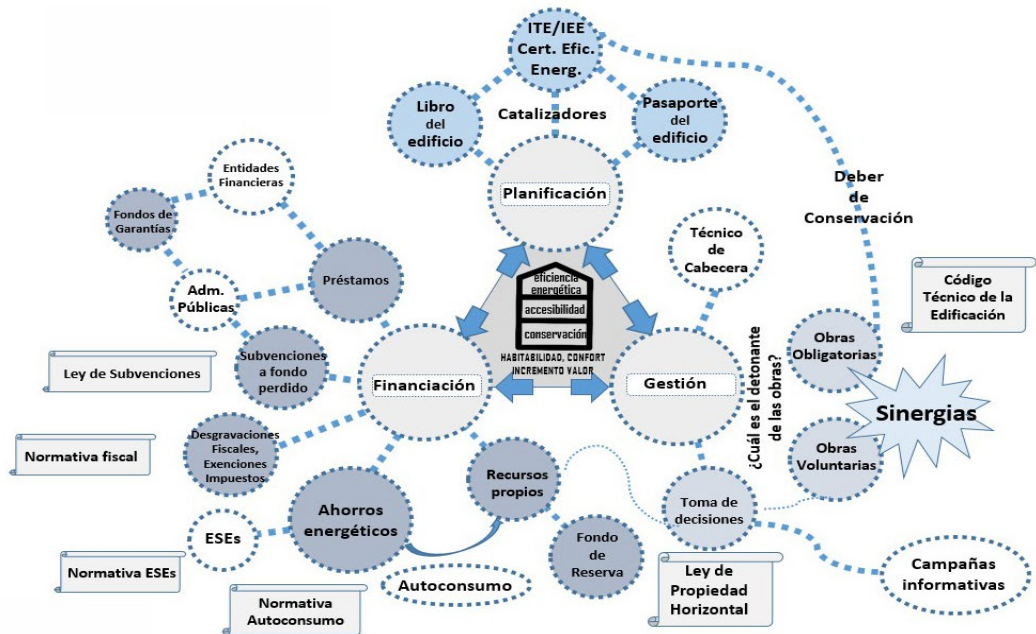 ITE/IEE
Cert. Efic.
Energ.
Libro
del
edificio
Catalizadores
Pasaporte
del
edificio
Planificación
Entidades
Financieras
Fondos de
Garantías
Adm.
Públicas
Préstamos
Subvenciones
a fondo
perdido
Ley de Subvenciones
Financiación
eficiencia
energética
accesibilidad
conservación
HABITABILIDAD, CONFORT
INCREMENTO VALOR
Técnico
de
Cabecera
Gestión
Deber
de
Conservación
Código
Técnico de la
Edificación
¿Cuál es el detonante
de las obras?
Obras
Obligatorias
Sinergias
Obras
Voluntarias
Desgravaciones
Fiscales,
Exenciones
Impuestos
Normativa fiscal
Ahorros
energéticos
ESEs
Normativa ESEs
Normativa
Autoconsumo
Autoconsumo
Recursos
propios
Fondo
de
Reserva
Toma de
decisiones
Ley de
Propiedad
Horizontal
Campañas
informativas